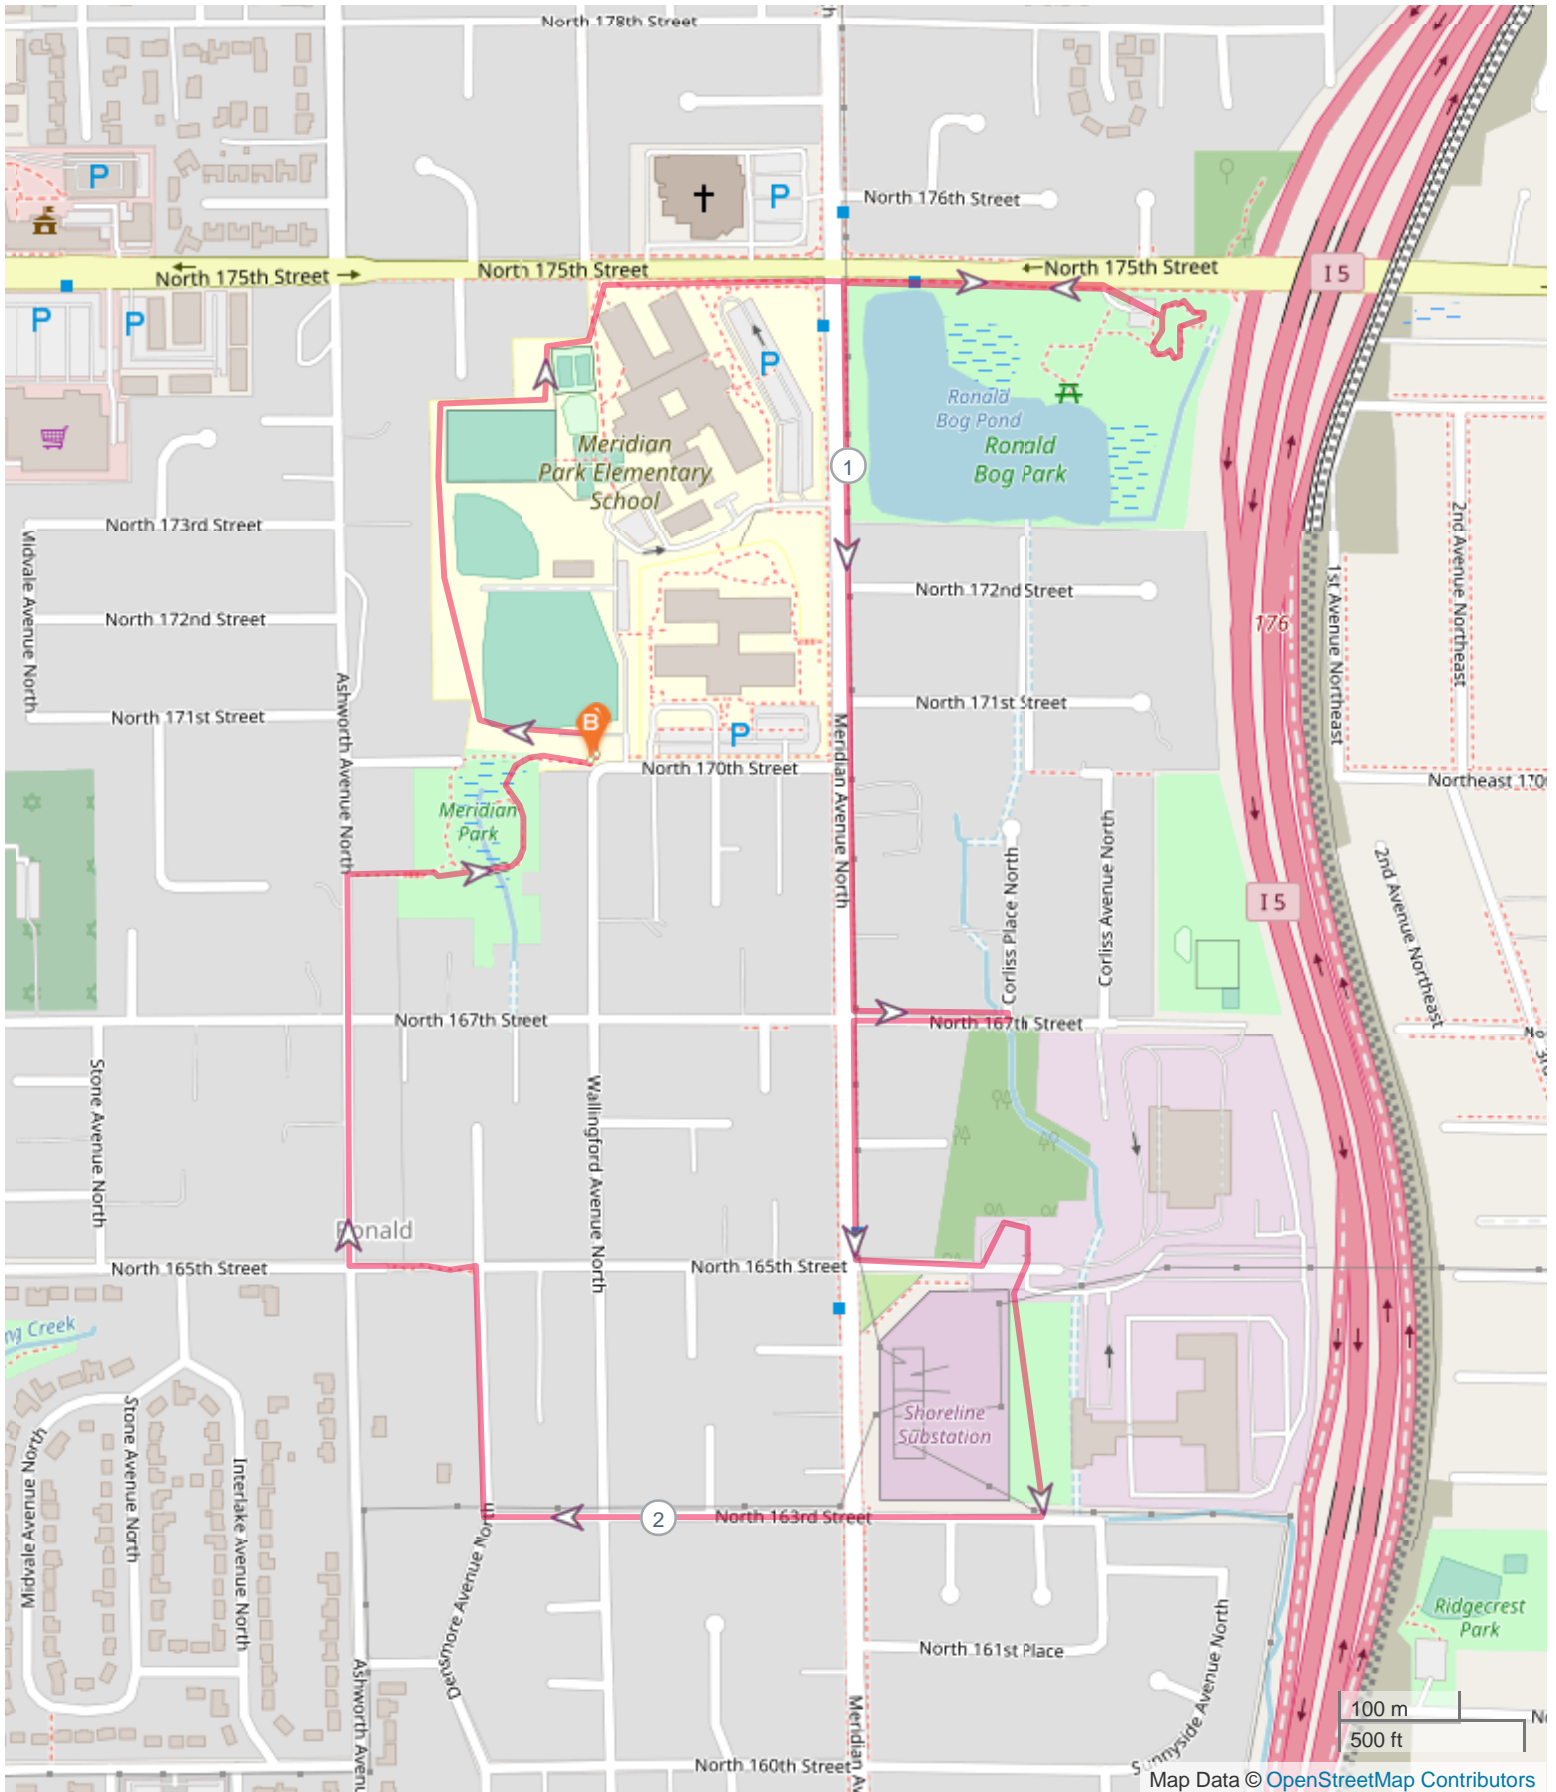 North 178th Street
P
P
North 176th Street
North 175th Street
North 175th Street
North 175th Street
I 5
P
P
P
Ronald
Bog Pond
Ronald
Bog Park
Meridian
Park Elementary
School
1
North 173rd Street
Midvale Avenue North
North 172nd Street
North 172nd Street
1st Avenue Northeast
2nd Avenue Northeast
176
Ashworth Avenue North
North 171st Street
North 171st Street
B
P
Meridian Avenue North
North 170th Street
Northeast 170
Meridian
Park
Corliss Place North
Corliss Avenue North
2nd Avenue Northeast
I 5
North 167th Street
North 167th Street
Stone Avenue North
Wallingford Avenue North
Ronald
North 165th Street
North 165th Street
ng Creek
Shoreline
Substation
Midvale Avenue North
Stone Avenue North
Interlake Avenue North
2
North 163rd Street
Densmore Avenue North
Ridgecrest
Park
North 161st Place
Sunnyside Avenue North
Ashworth Avenu
Meridian Av
North 160th Street
100 m
500 ft
Map Data © OpenStreetMap Contributors